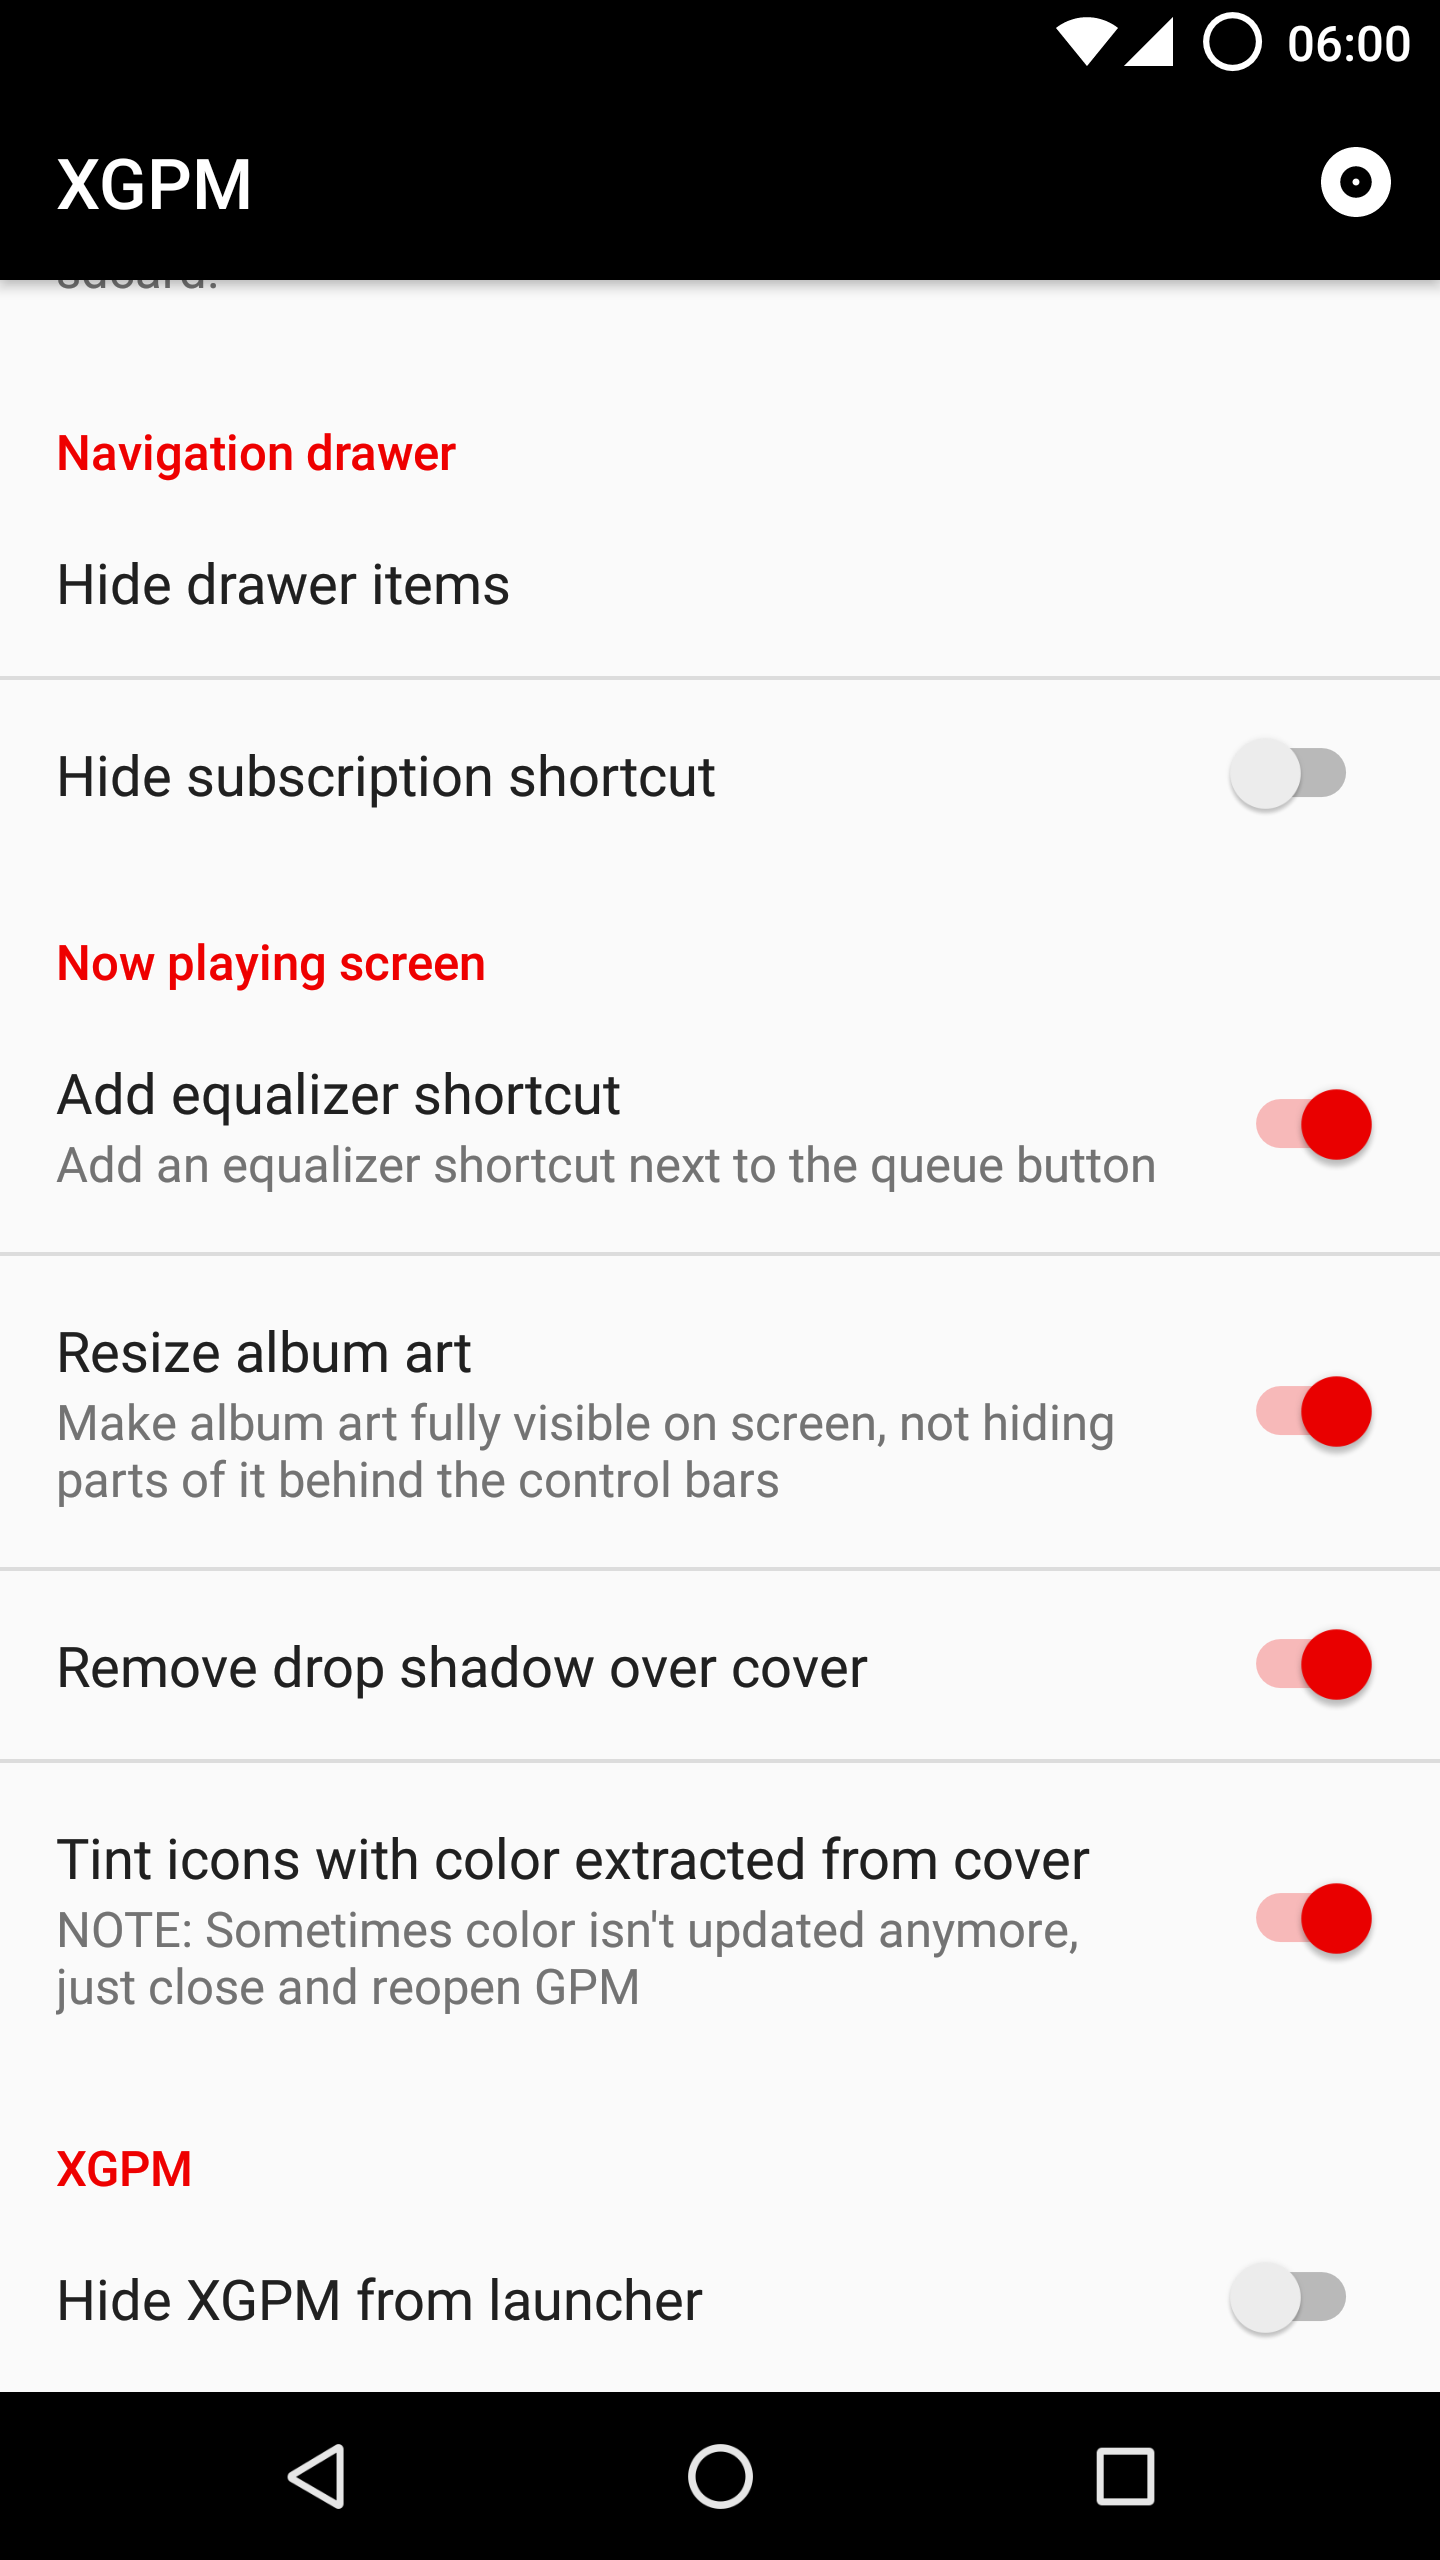 06:00
XGPM
Navigation drawer
Hide drawer items
Hide subscription shortcut
Now playing screen
Add equalizer shortcut
Add an equalizer shortcut next to the queue button
Resize album art
Make album art fully visible on screen, not hiding
parts of it behind the control bars
Remove drop shadow over cover
Tint icons with color extracted from cover
NOTE: Sometimes color isn't updated anymore,
just close and reopen GPM
XGPM
Hide XGPM from launcher